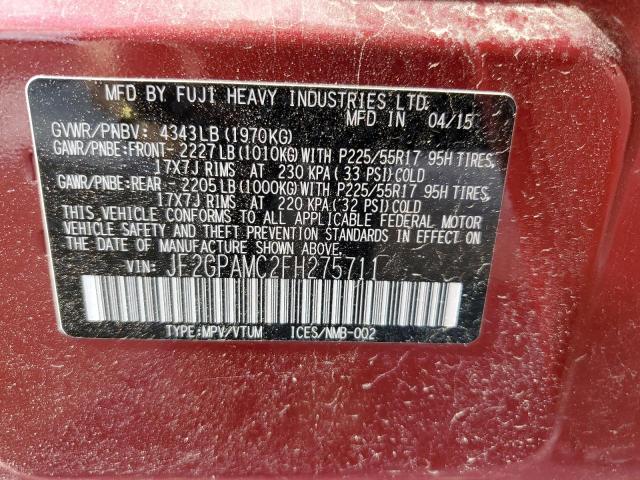 MFD BY FUJI HEAVY INDUSTRIES LTD.
MFD IN 04/15
GVWR/PNBV: 4343LB(1970KG)
GAWR/PNBE:FRONT-2227LB(1010KG)WITH P225/55R17 95H TIRES,
17X7J RIMS AT 230 KPA(33 PSI)COLD
GAWR/PNBE:REAR -2205LB(1000KG)WITH P225/55R17 95H TIRES,
17X7J RIMS AT 220 KPA(32 PSI)COLD
THIS VEHICLE CONFORMS TO ALL APPLICABLE FEDERAL MOTOR
VEHICLE SAFETY AND THEFT PREVENTION STANDARDS IN EFFECT ON
THE DATE OF MANUFACTURE SHOWN ABOVE.
VIN: JF2GPAMC2FH275711
TYPE:MPV/VTUM ICES/NMB-002